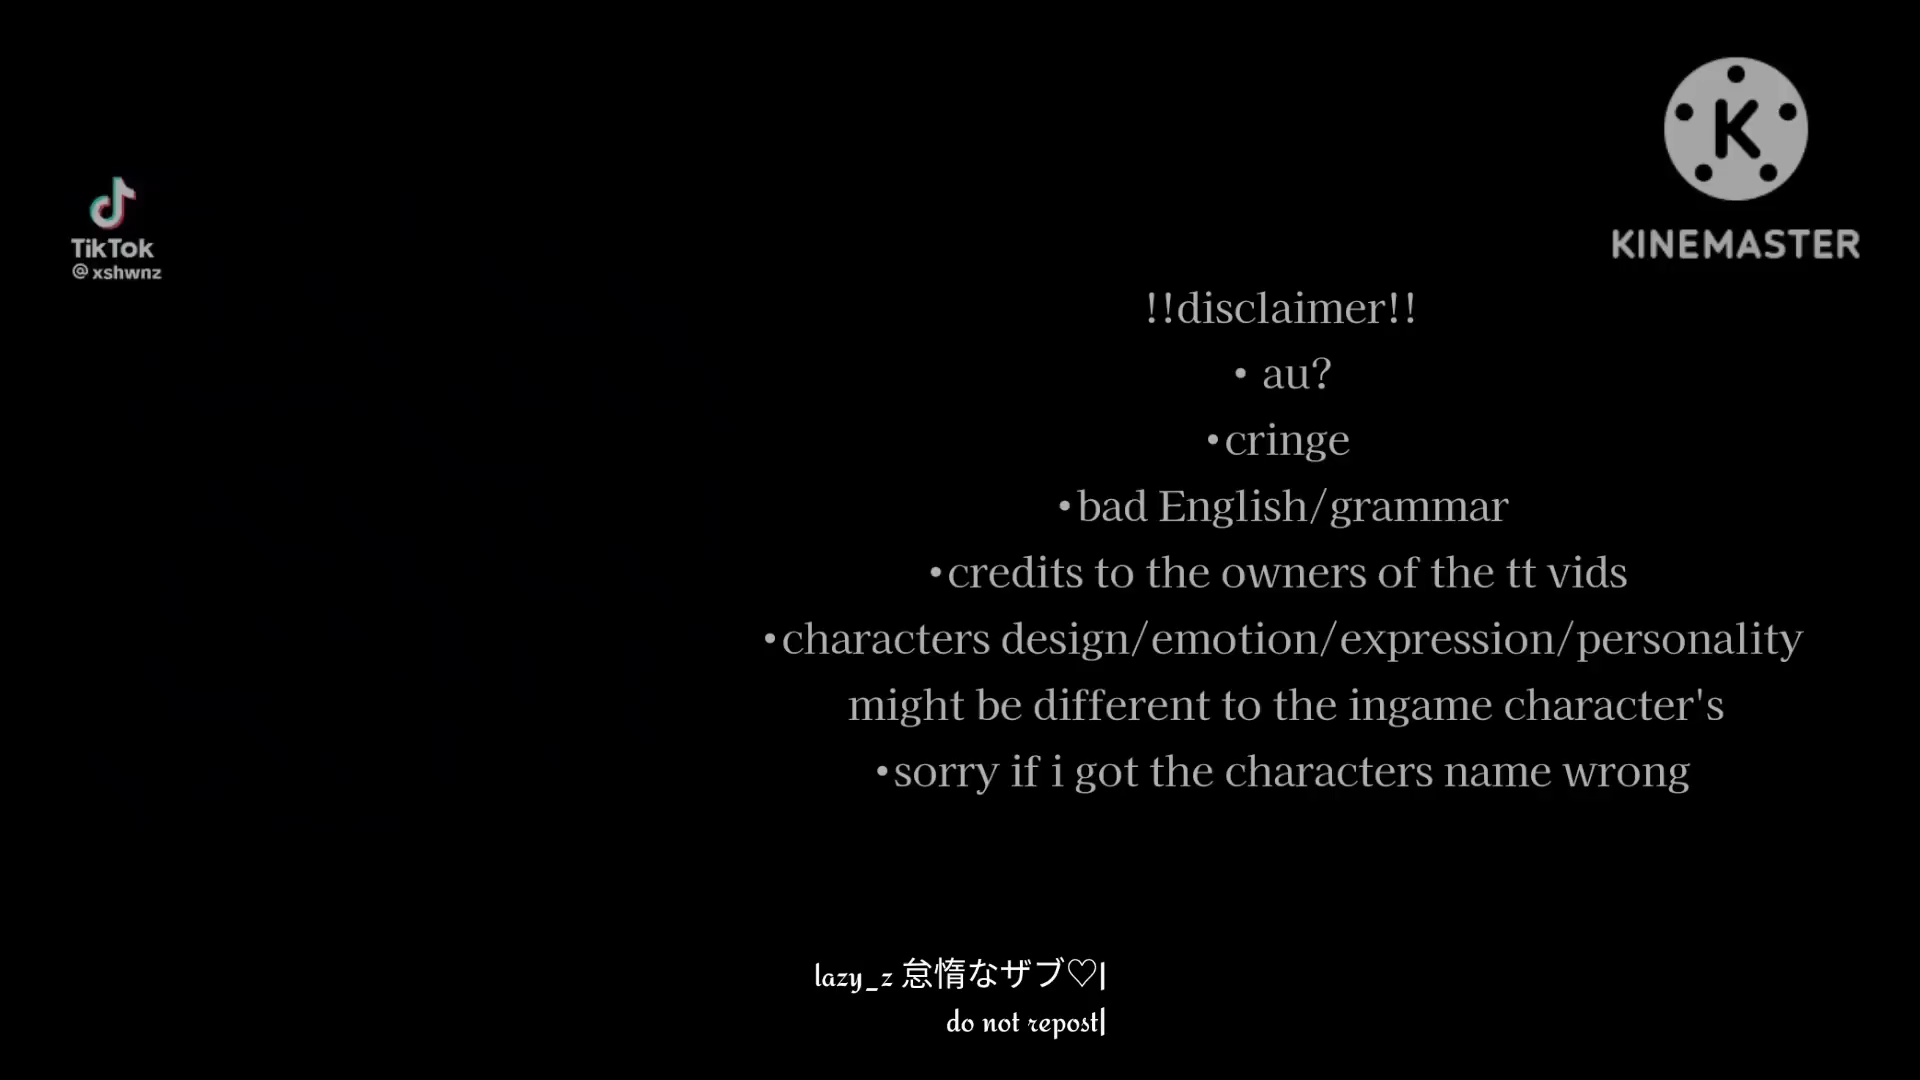 TikTok
@xshwnz
K
KINEMASTER
!!disclaimer!!
• au?
•cringe
•bad English/grammar
•credits to the owners of the tt vids
•characters design/emotion/expression/personality
might be different to the ingame character's
•sorry if i got the characters name wrong
lazy_z 怠惰なザブ♡|
do not repost|